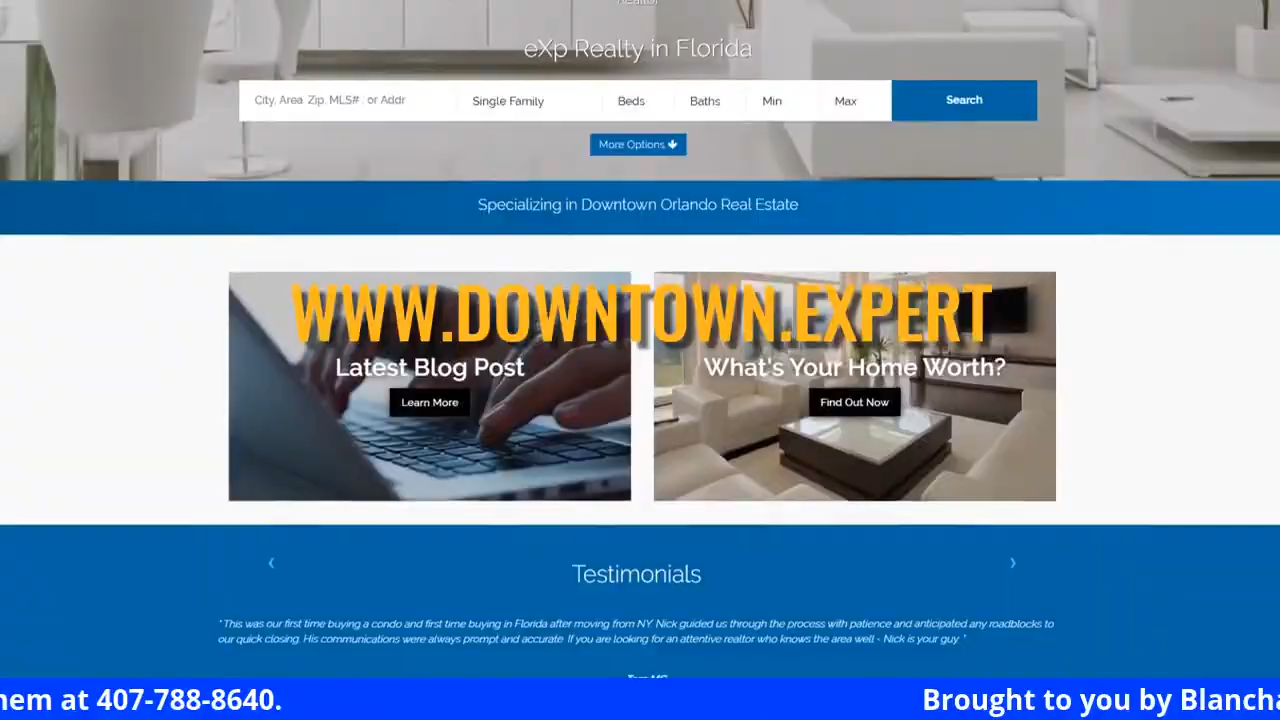 Realtor
eXp Realty in Florida
City, Area, Zip, MLS#, or Addr Single Family Beds Baths Min Max Search
More Options
Specializing in Downtown Orlando Real Estate
WWW.DOWNTOWN.EXPERT
Latest Blog Post What's Your Home Worth?
Learn More Find Out Now
Testimonials
" This was our first time buying a condo and first time buying in Florida after moving from NY. Nick guided us through the process with patience and anticipated any roadblocks to
our quick closing. His communications were always prompt and accurate. If you are looking for an attentive realtor who knows the area well - Nick is your guy. "
hem at 407-788-8640. Brought to you by Blancha